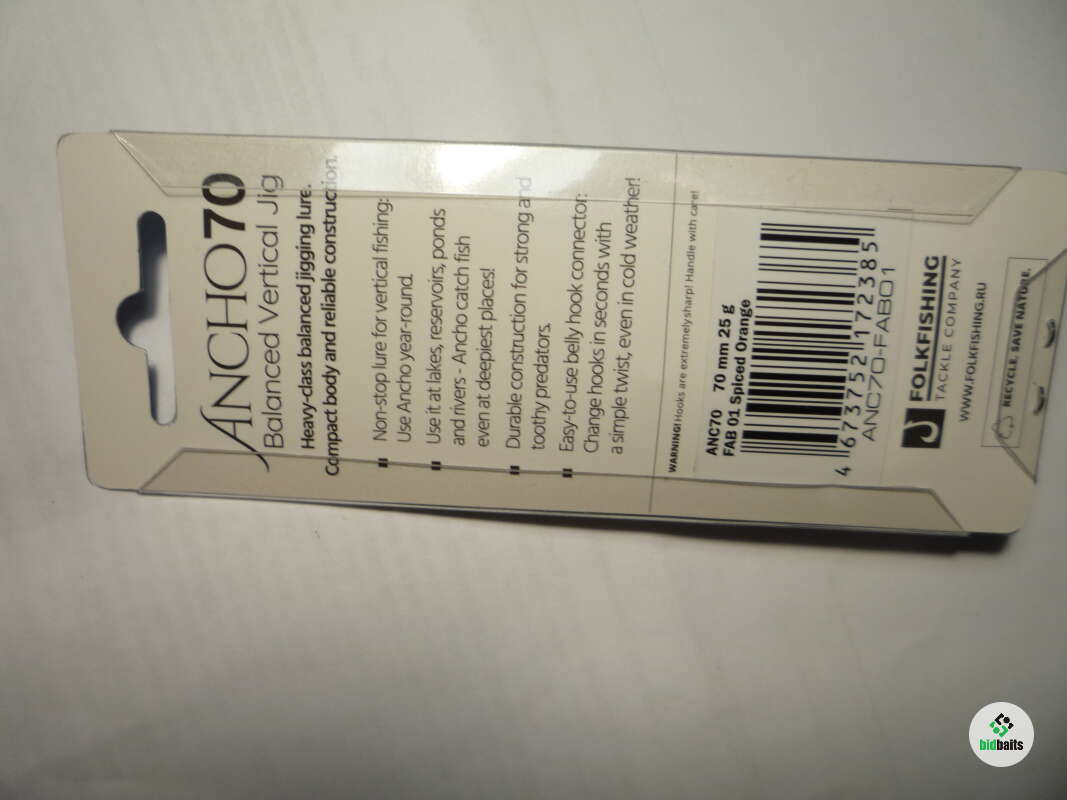 ANCHO70
Balanced Vertical Jig
Heavy-class balanced jigging lure.
Compact body and reliable construction.
Non-stop lure for vertical fishing:
Use Ancho year-round.
Use it at lakes, reservoirs, ponds
and rivers - Ancho catch fish
even at deepiest places!
Durable construction for strong and
toothy predators.
Easy-to-use belly hook connector:
Change hooks in seconds with
a simple twist, even in cold weather!
WARNING! Hooks are extremely sharp! Handle with care!
ANC70 70 mm 25 g
FAB 01 Spiced Orange
4 673752 172385
ANC70-FAB01
FOLKFISHING
TACKLE COMPANY
WWW.FOLKFISHING.RU
RECYCLE. SAVE NATURE.
bidbaits